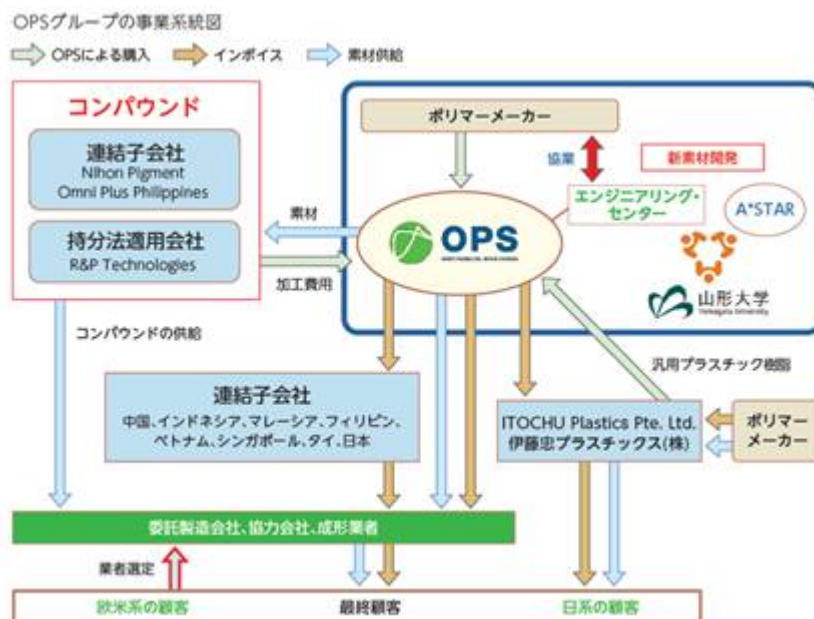 OPSグループの事業系統図
OPSによる購入 インボイス 素材供給
コンパウンド
連結子会社
Nihon Pigment
Omni Plus Philippines
持分法適用会社
R&P Technologies
ポリマーメーカー
協業
新素材開発
エンジニアリング・
センター
A*STAR
OPS
山形大学
Yamagata University
素材
加工費用
コンパウンドの供給
汎用プラスチック樹脂
連結子会社
中国、インドネシア、マレーシア、フィリピン、
ベトナム、シンガポール、タイ、日本
ITOCHU Plastics Pte. Ltd.
伊藤忠プラスチックス(株)
ポリマー
メーカー
委託製造会社、協力会社、成形業者
業者選定
欧米系の顧客
最終顧客
日系の顧客